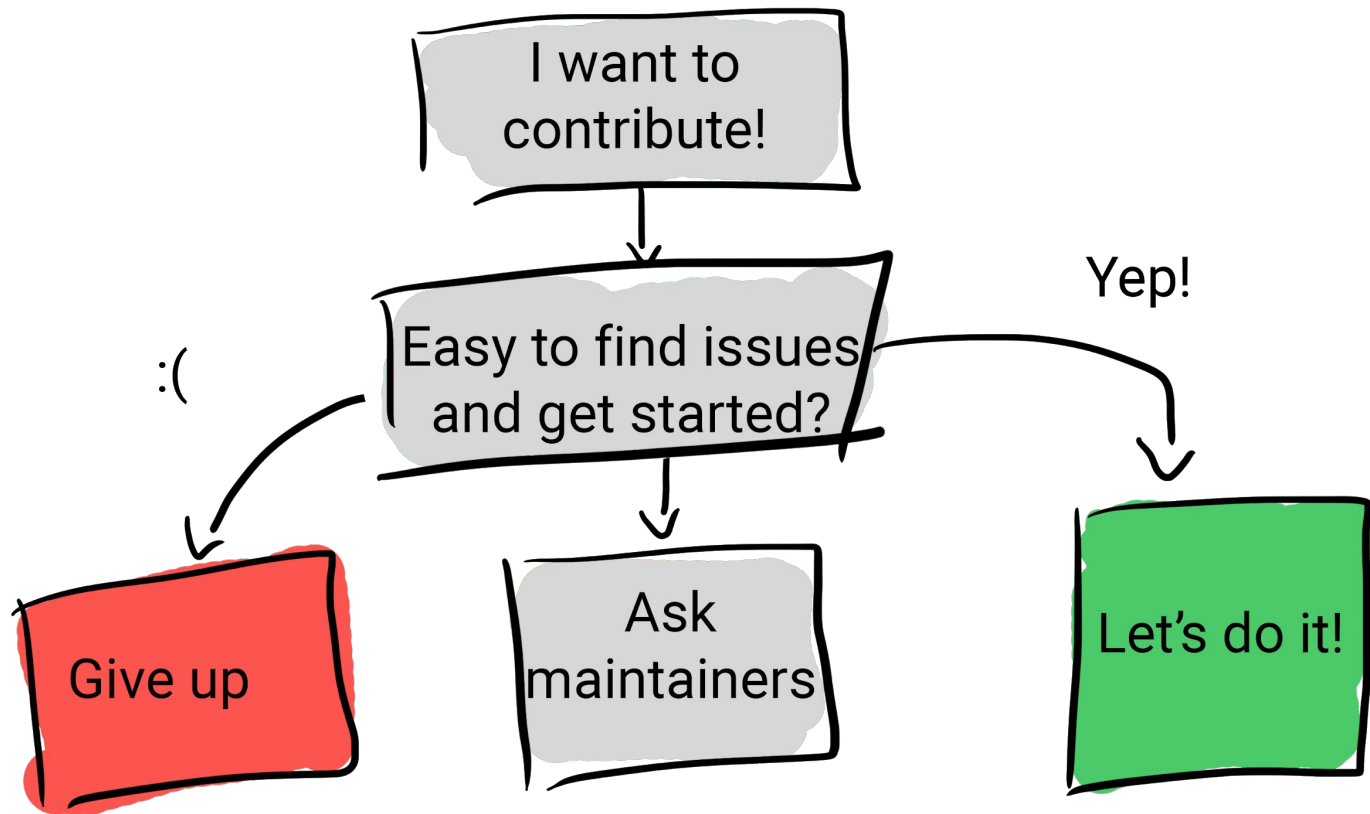 I want to
contribute!
Easy to find issues
and get started?
Yep!
:(
Give up
Ask
maintainers
Let's do it!